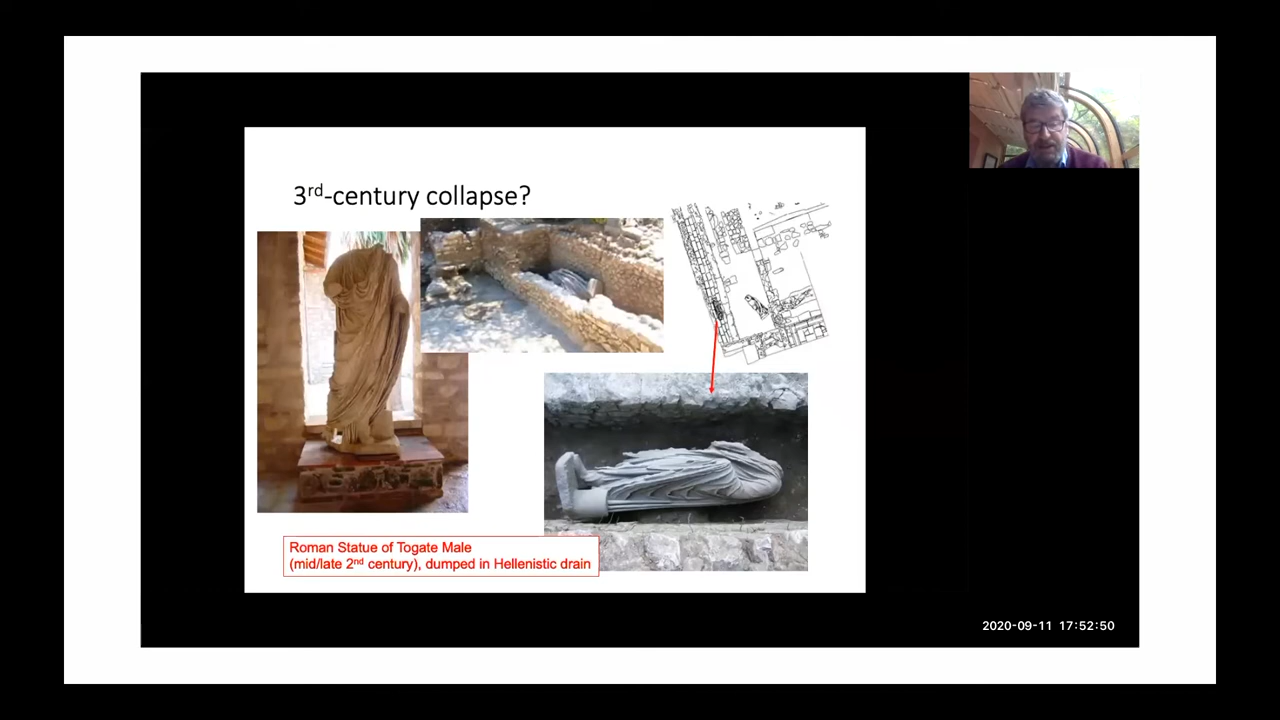 3rd-century collapse?
Roman Statue of Togate Male
(mid/late 2nd century), dumped in Hellenistic drain
2020-09-11 17:52:50